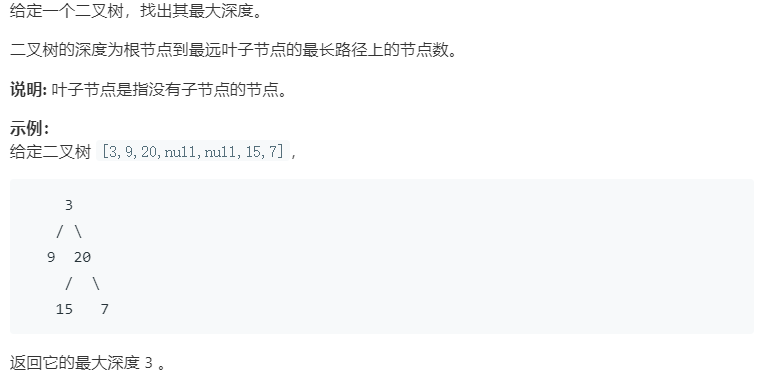 给定一个二叉树，找出其最大深度。
二叉树的深度为根节点到最远叶子节点的最长路径上的节点数。
说明: 叶子节点是指没有子节点的节点。
示例：
给定二叉树 [3,9,20,null,null,15,7]，
3
/ \
9 20
/ \
15 7
返回它的最大深度 3 。